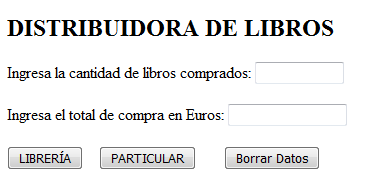 DISTRIBUIDORA DE LIBROS
Ingresa la cantidad de libros comprados:
Ingresa el total de compra en Euros:
LIBRERÍA PARTICULAR Borrar Datos